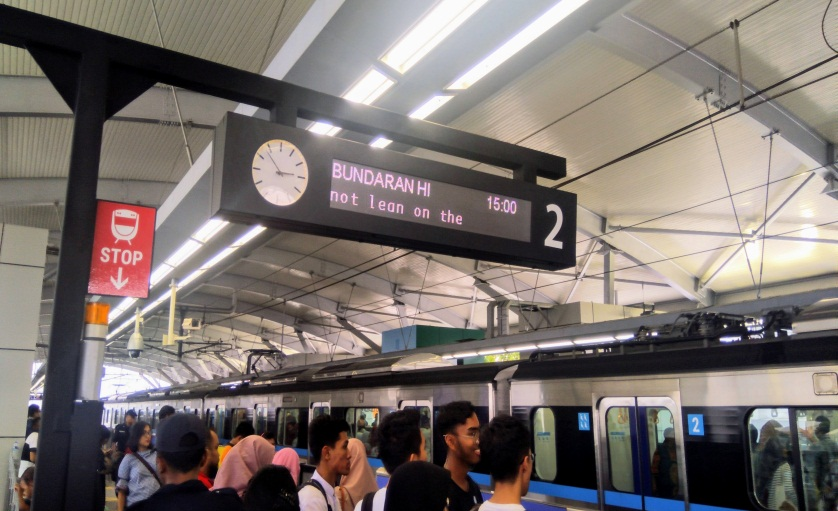 BUNDARAN HI 15:00
not lean on the
2
STOP
2